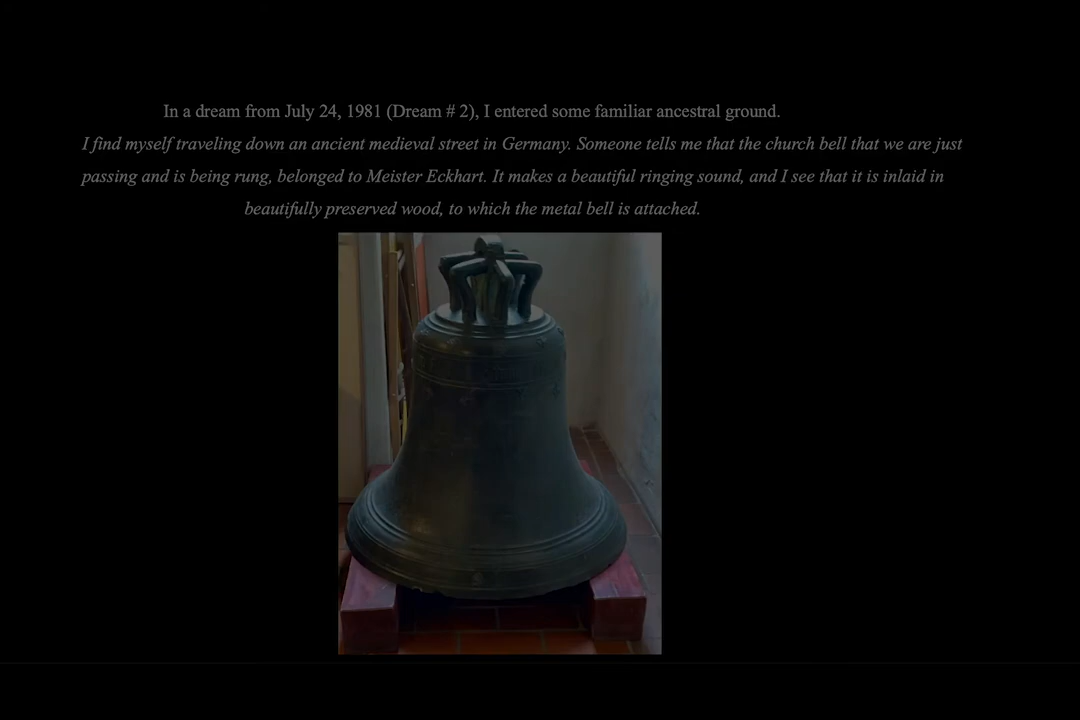 In a dream from July 24, 1981 (Dream # 2), I entered some familiar ancestral ground.
I find myself traveling down an ancient medieval street in Germany. Someone tells me that the church bell that we are just
passing and is being rung, belonged to Meister Eckhart. It makes a beautiful ringing sound, and I see that it is inlaid in
beautifully preserved wood, to which the metal bell is attached.